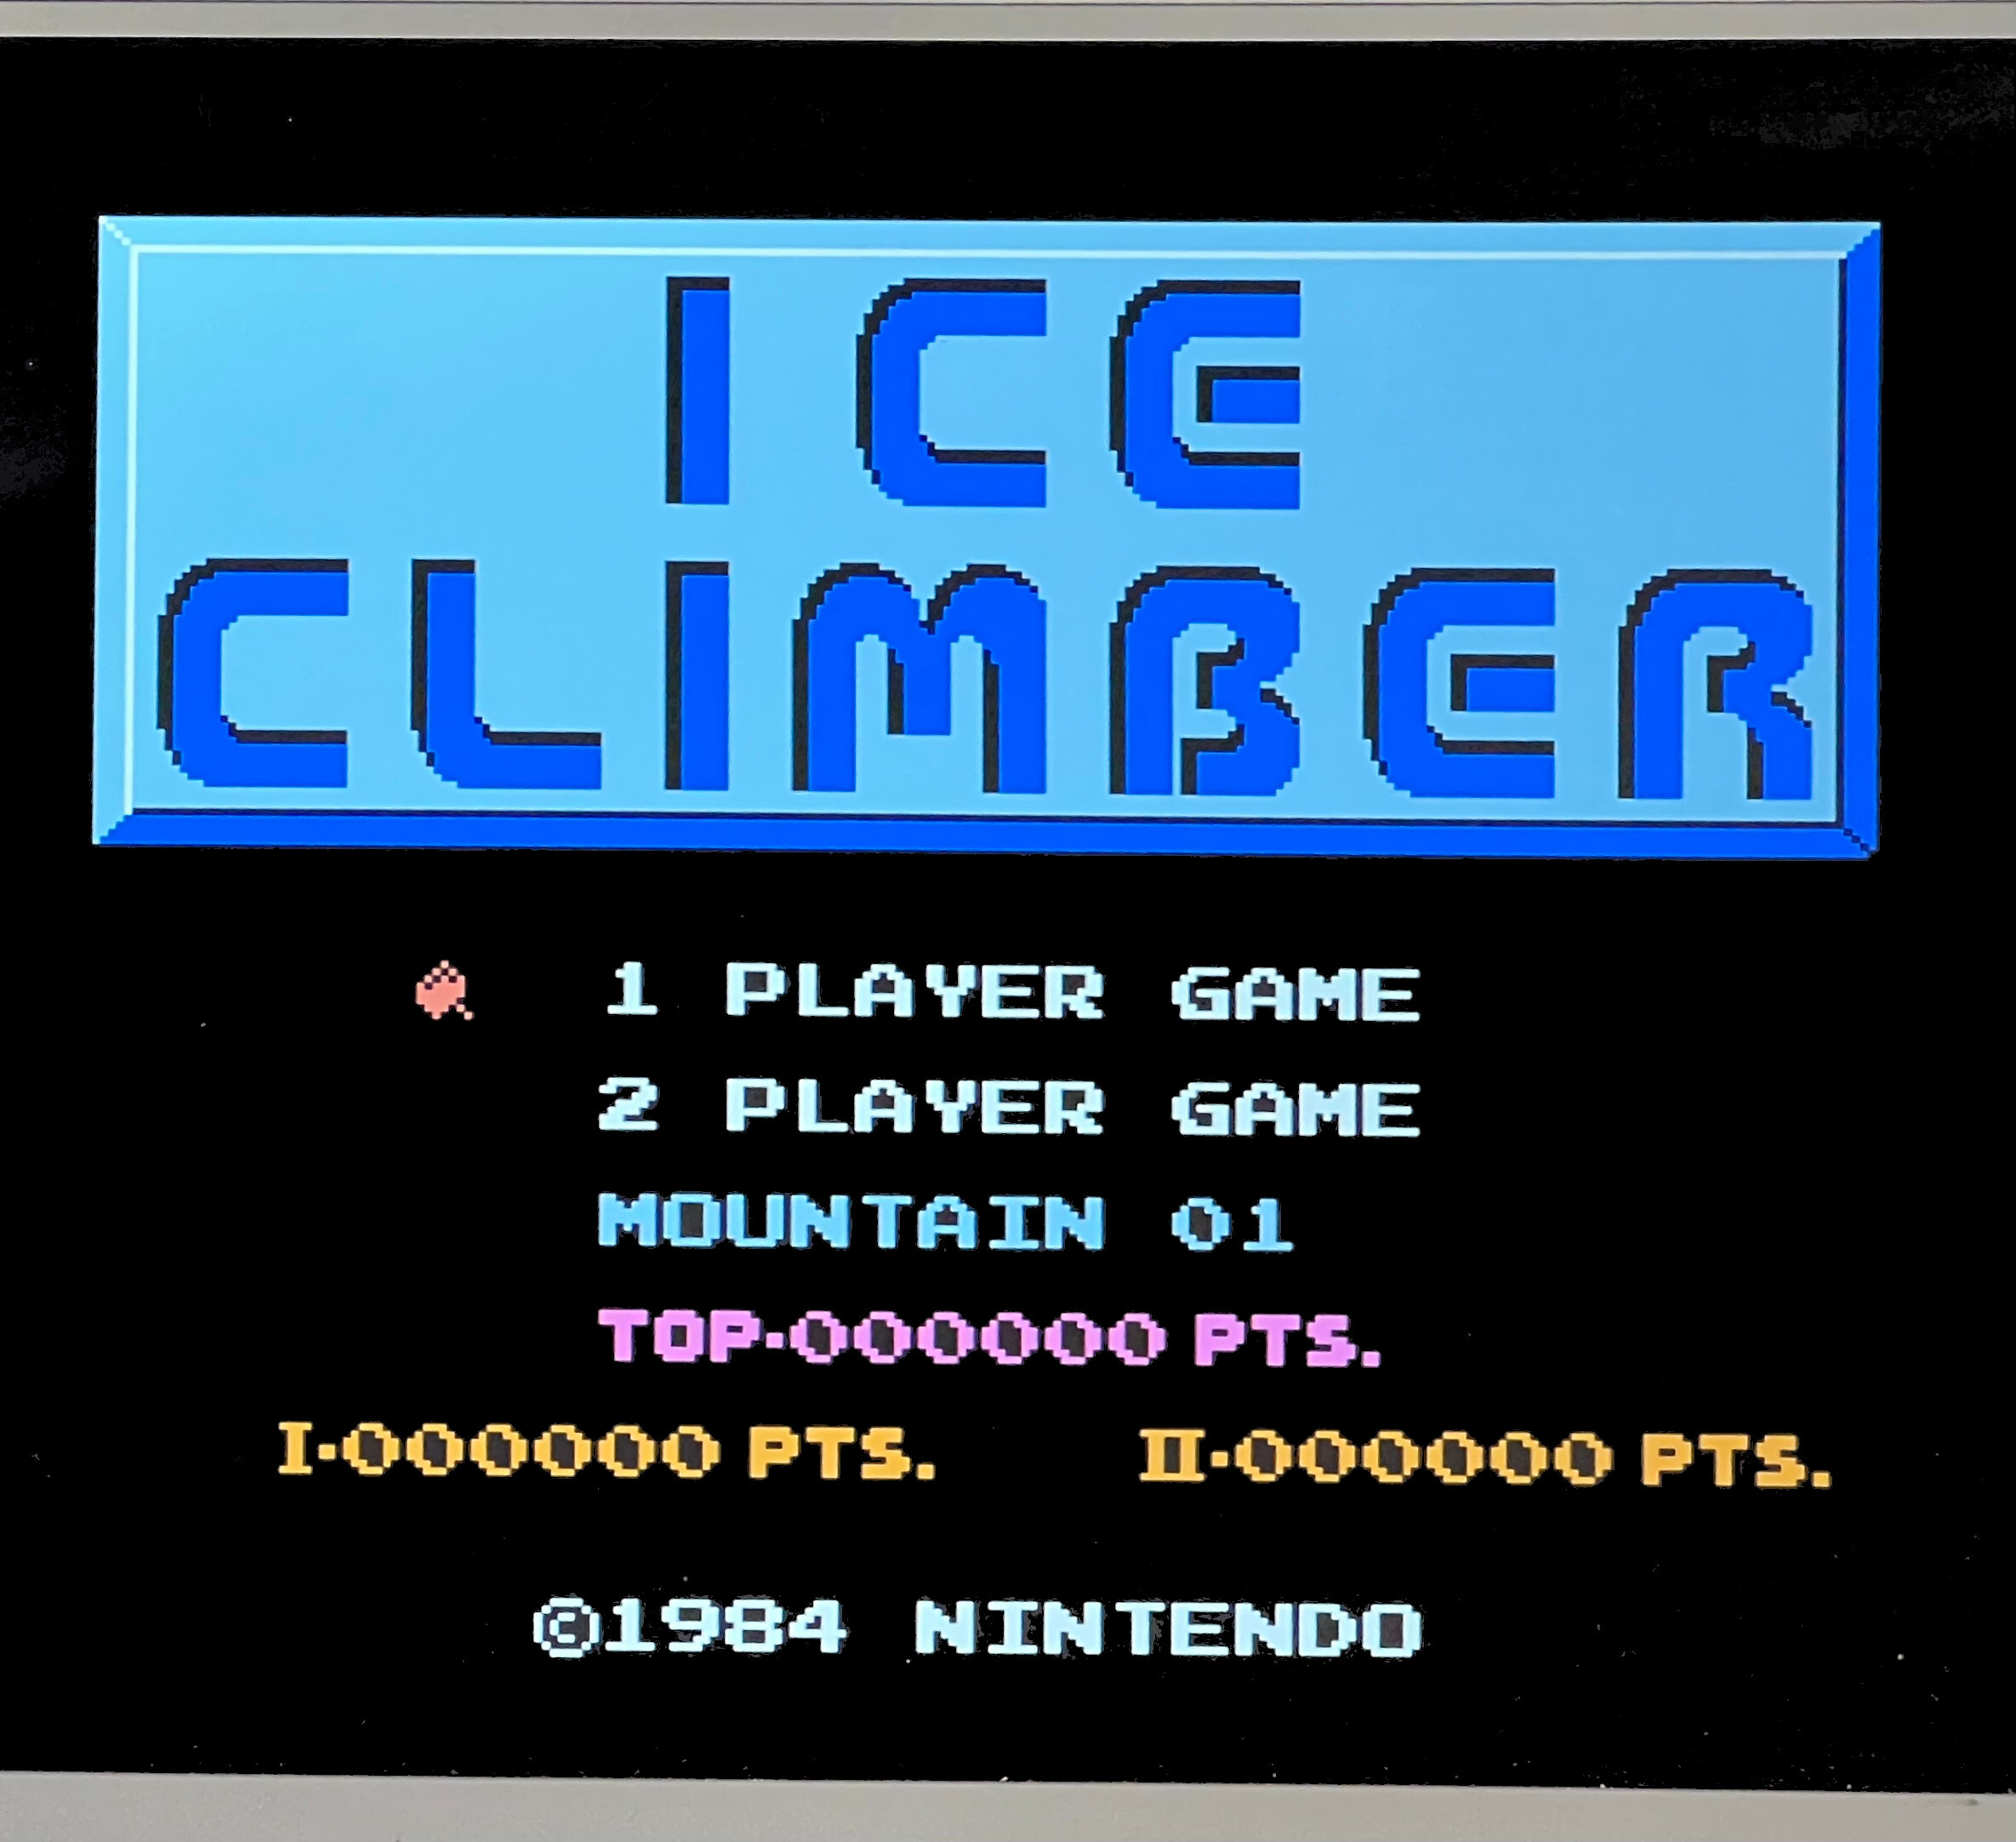 ICE
CLIMBER
1 PLAYER GAME
2 PLAYER GAME
MOUNTAIN 01
TOP·000000 PTS.
I·000000 PTS. II·000000 PTS.
©1984 NINTENDO